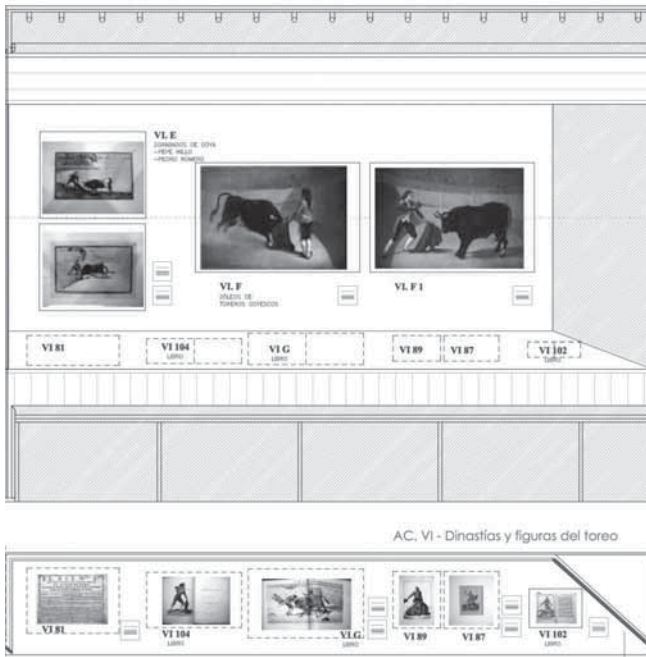 VI. E
GRABADOS DE GOYA
-PEPE HILLO
-PEDRO ROMERO
VI. F
ÓLEOS DE
TOREROS GOYESCOS
VI. F 1
VI 81
VI 104
LIBRO
VI G
LIBRO
VI 89
VI 87
VI 102
LIBRO
AC. VI - Dinastías y figuras del toreo
VI 81
VI 104
LIBRO
VI.G
LIBRO
VI 89
VI 87
VI 102
LIBRO